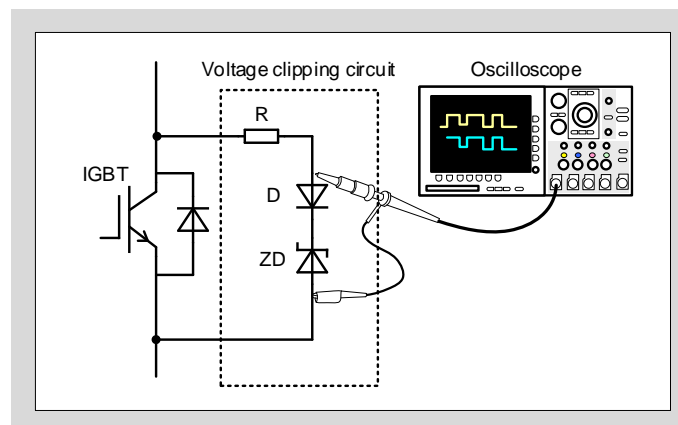 Voltage clipping circuit
Oscilloscope
R
IGBT
D
ZD